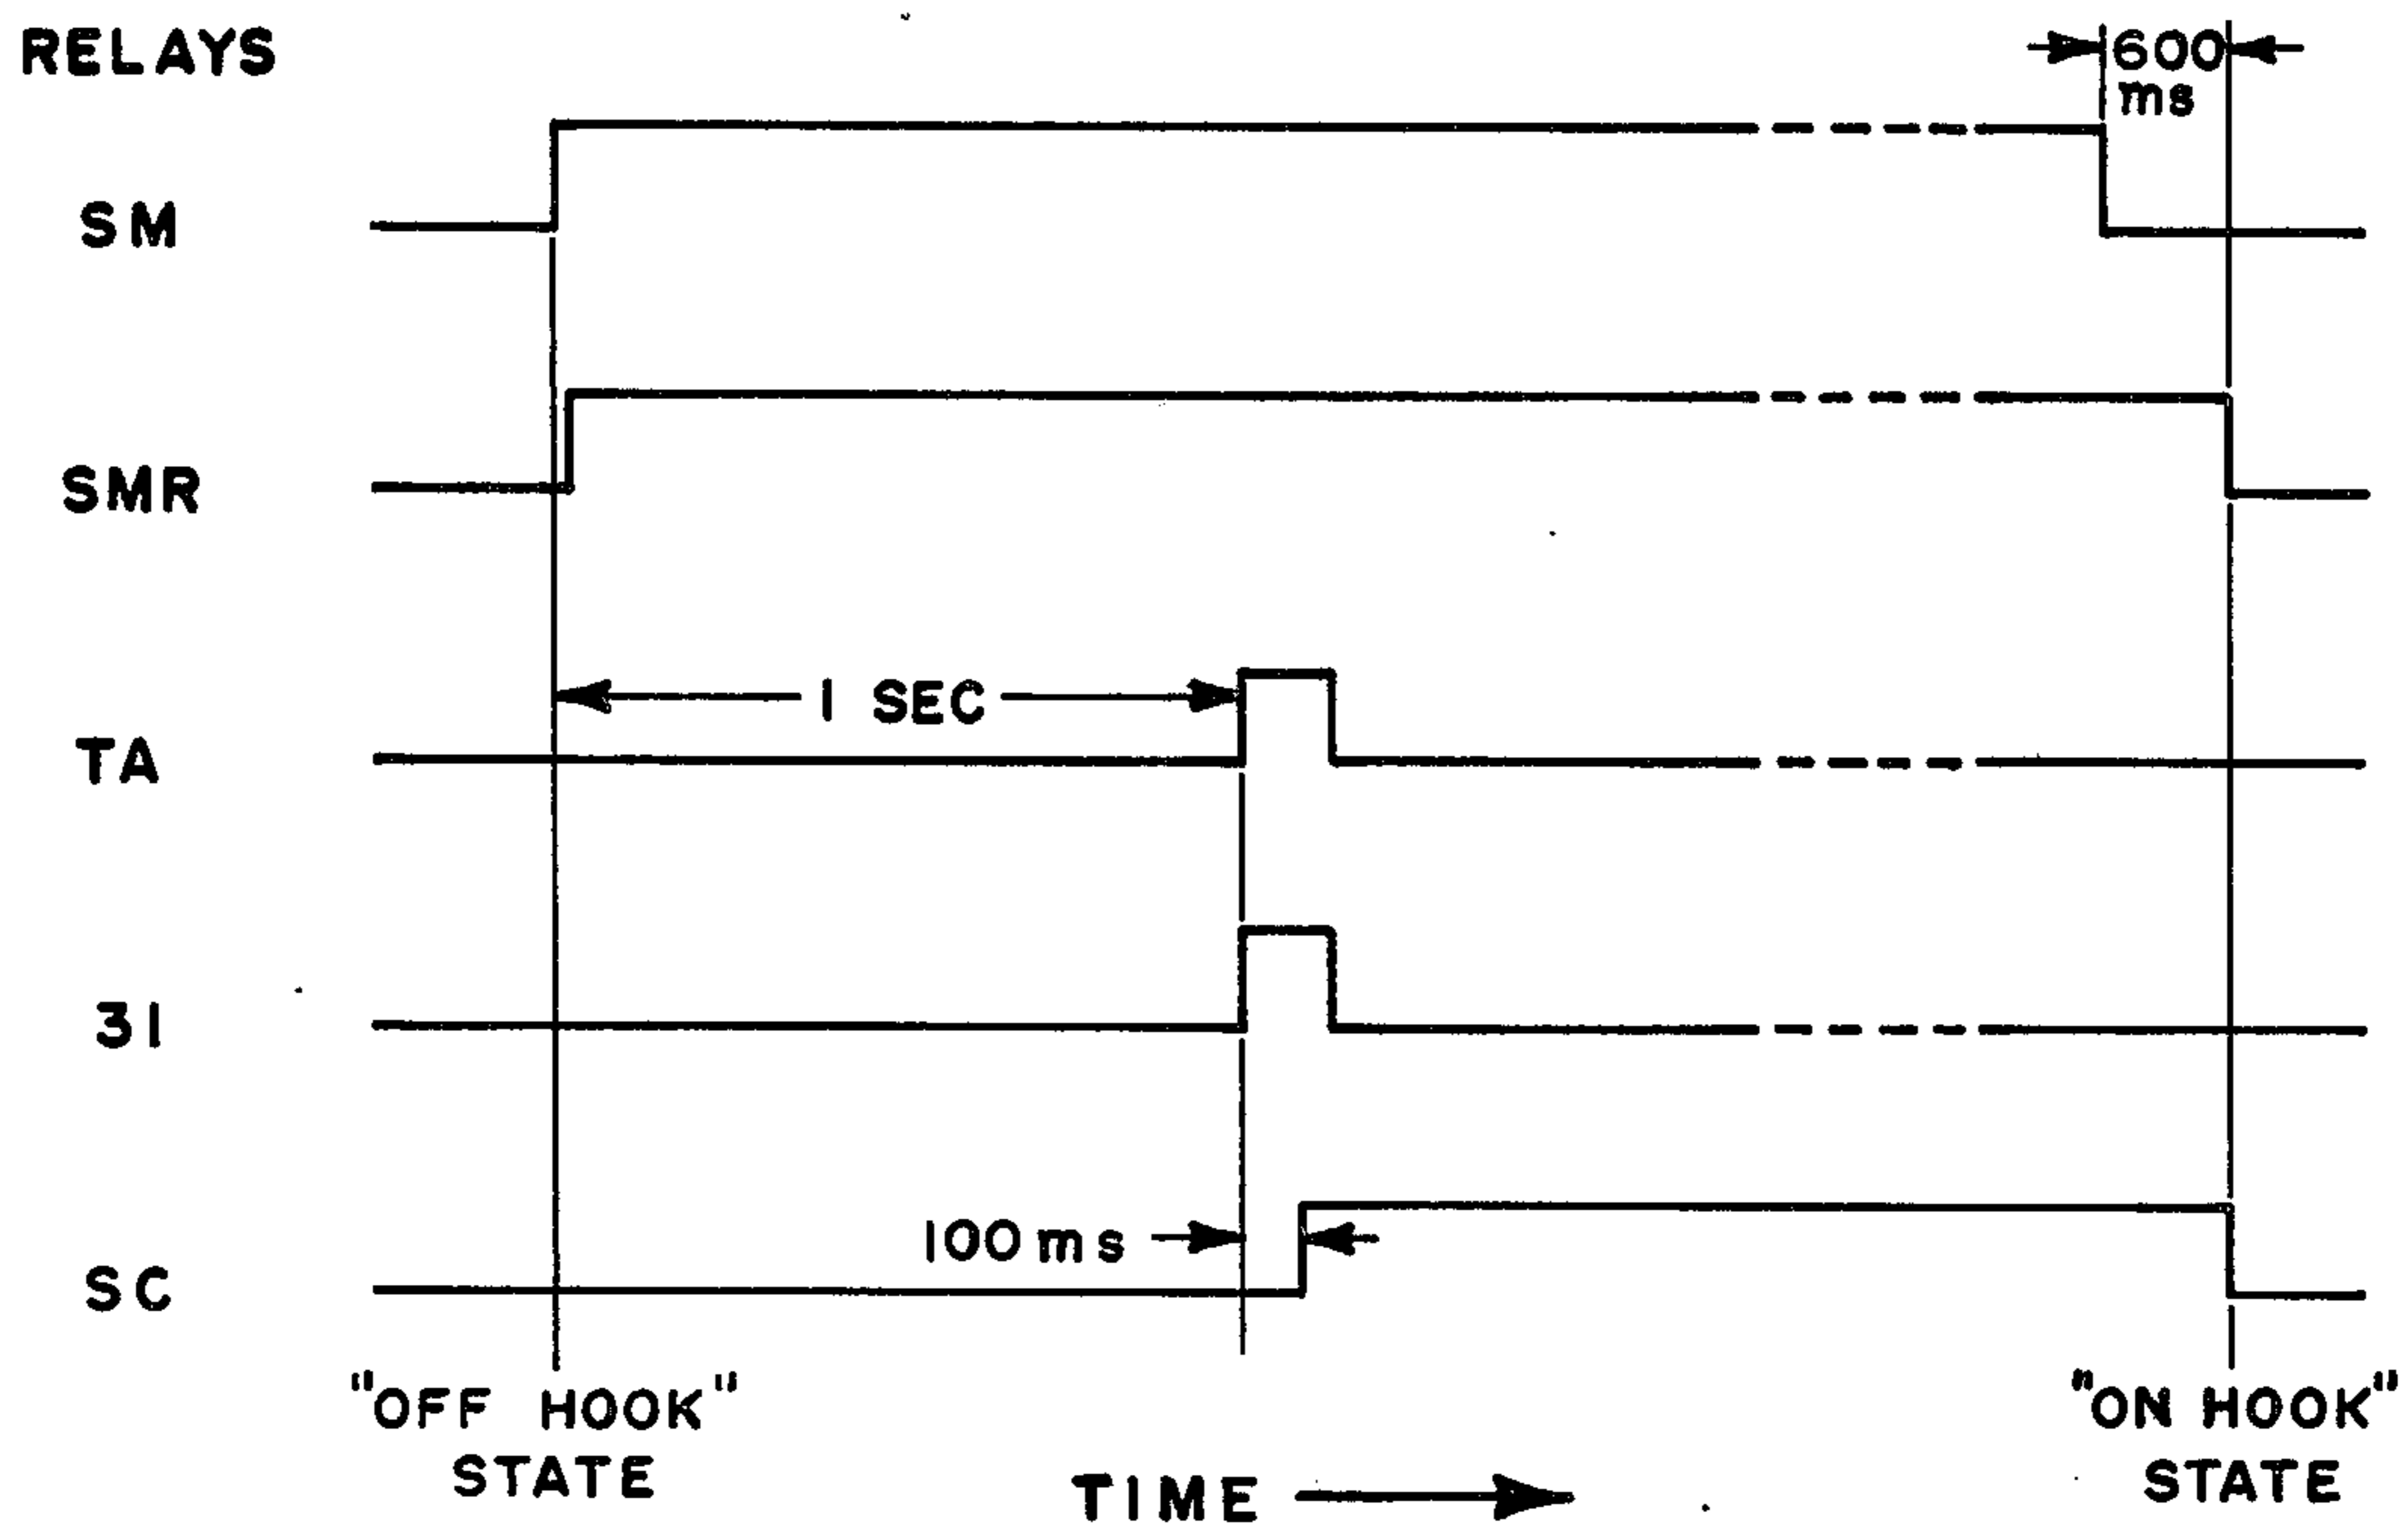 RELAYS
600
ms
SM
SMR
1 SEC
TA
31
100 ms
SC
"OFF HOOK"
STATE
"ON HOOK"
STATE
TIME